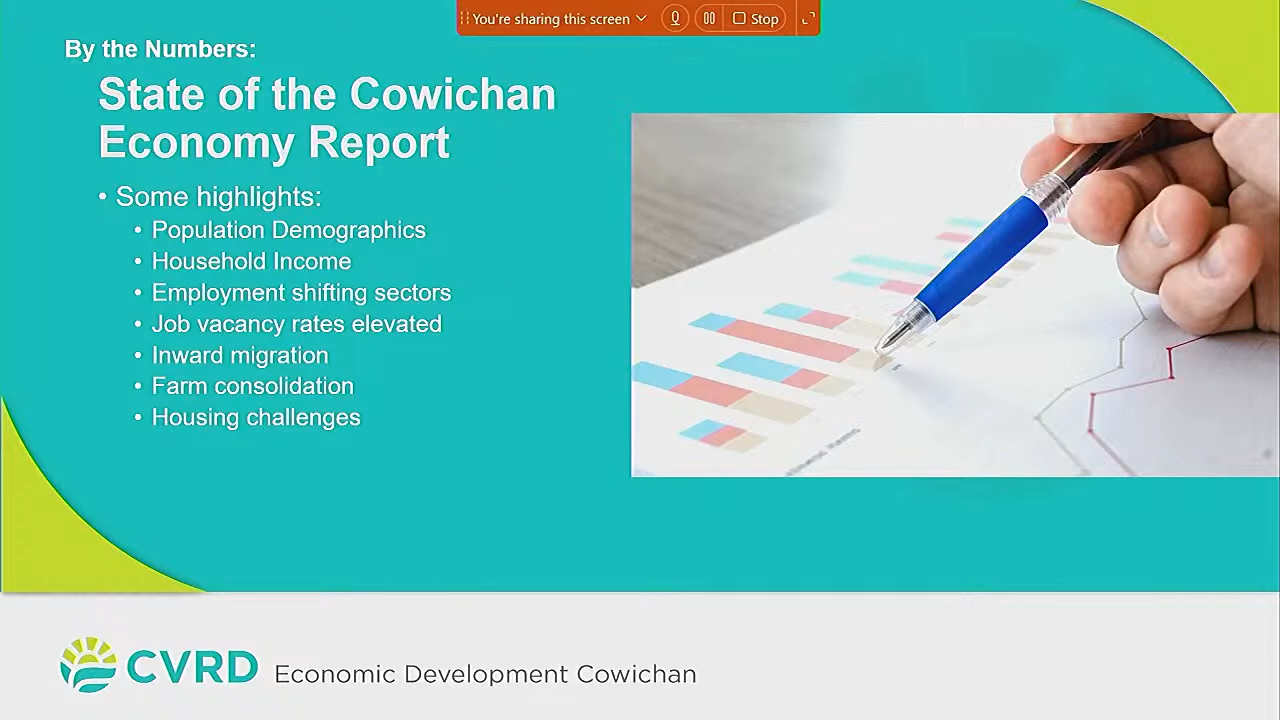 You're sharing this screen
Stop
By the Numbers:
State of the Cowichan
Economy Report
• Some highlights:
• Population Demographics
• Household Income
• Employment shifting sectors
• Job vacancy rates elevated
• Inward migration
• Farm consolidation
• Housing challenges
CVRD Economic Development Cowichan